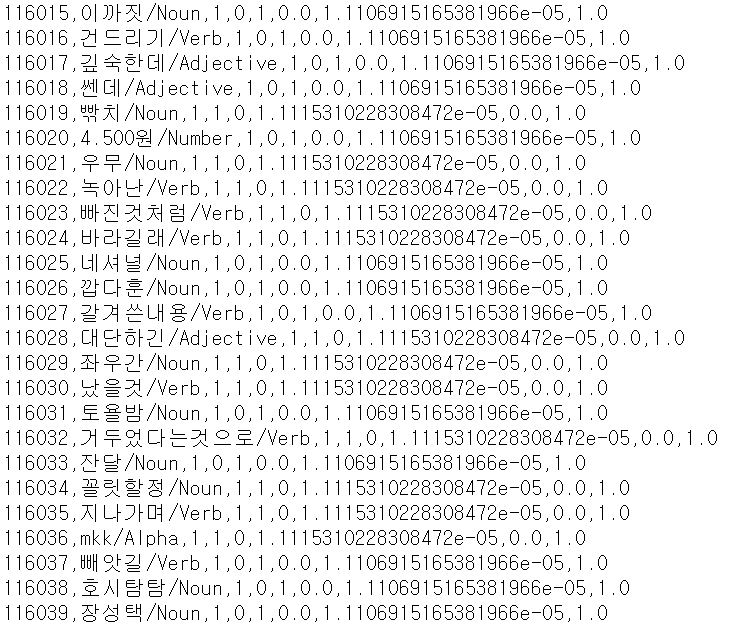 116015,이까짓/Noun,1,0,1,0.0,1.1106915165381966e-05,1.0
116016,건드리기/Verb,1,0,1,0.0,1.1106915165381966e-05,1.0
116017,깊숙한데/Adjective,1,0,1,0.0,1.1106915165381966e-05,1.0
116018,쎈데/Adjective,1,0,1,0.0,1.1106915165381966e-05,1.0
116019,빾치/Noun,1,1,0,1.1115310228308472e-05,0.0,1.0
116020,4.500원/Number,1,0,1,0.0,1.1106915165381966e-05,1.0
116021,우무/Noun,1,1,0,1.1115310228308472e-05,0.0,1.0
116022,녹아난/Verb,1,1,0,1.1115310228308472e-05,0.0,1.0
116023,빠진것처럼/Verb,1,1,0,1.1115310228308472e-05,0.0,1.0
116024,바라길래/Verb,1,1,0,1.1115310228308472e-05,0.0,1.0
116025,네셔널/Noun,1,0,1,0.0,1.1106915165381966e-05,1.0
116026,깝다훈/Noun,1,0,1,0.0,1.1106915165381966e-05,1.0
116027,갈겨쓴내용/Verb,1,0,1,0.0,1.1106915165381966e-05,1.0
116028,대단하긴/Adjective,1,1,0,1.1115310228308472e-05,0.0,1.0
116029,좌우간/Noun,1,1,0,1.1115310228308472e-05,0.0,1.0
116030,났을것/Verb,1,1,0,1.1115310228308472e-05,0.0,1.0
116031,토욜밤/Noun,1,0,1,0.0,1.1106915165381966e-05,1.0
116032,거두었다는것으로/Verb,1,1,0,1.1115310228308472e-05,0.0,1.0
116033,잔달/Noun,1,0,1,0.0,1.1106915165381966e-05,1.0
116034,꼴릿할정/Noun,1,1,0,1.1115310228308472e-05,0.0,1.0
116035,지나가며/Verb,1,1,0,1.1115310228308472e-05,0.0,1.0
116036,mkk/Alpha,1,1,0,1.1115310228308472e-05,0.0,1.0
116037,빼앗길/Verb,1,0,1,0.0,1.1106915165381966e-05,1.0
116038,호시탐탐/Noun,1,0,1,0.0,1.1106915165381966e-05,1.0
116039,장성택/Noun,1,0,1,0.0,1.1106915165381966e-05,1.0